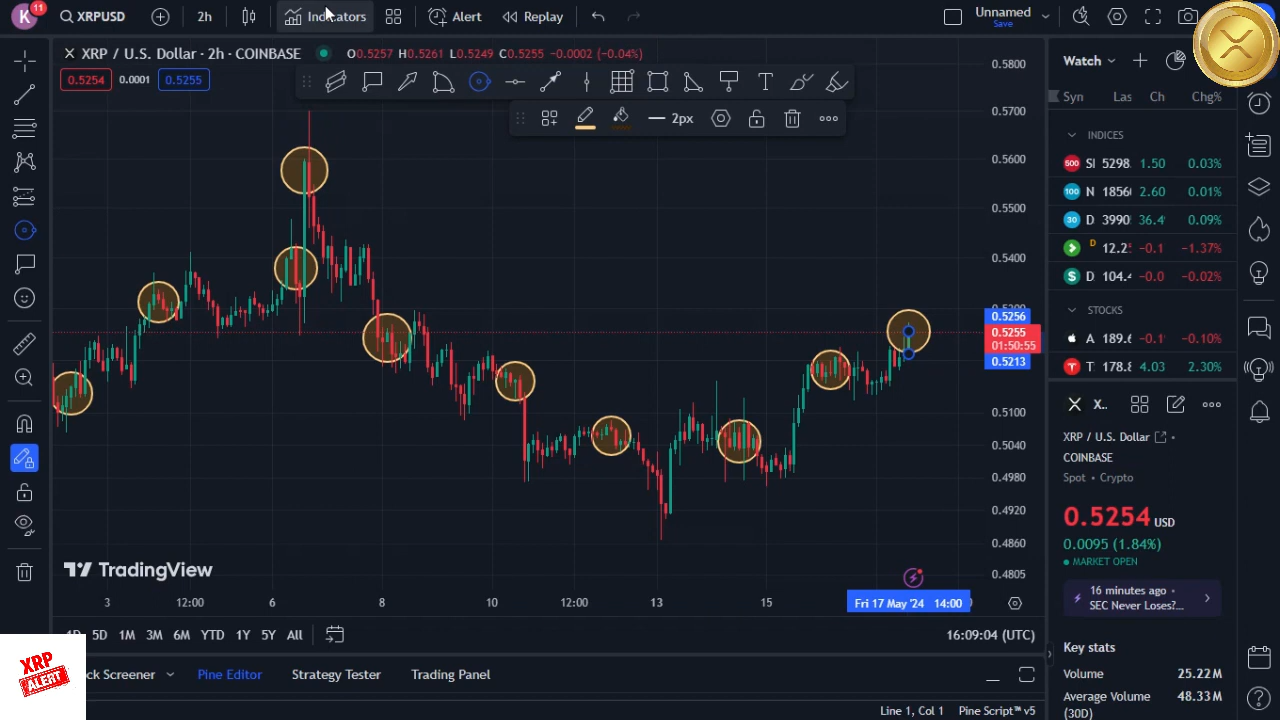 K
11
XRPUSD
2h
Indicators
Alert
Replay
Unnamed
Save
XRP / U.S. Dollar · 2h · COINBASE
O0.5257 H0.5261 L0.5249 C0.5255 -0.0002 (-0.04%)
0.5254
0.0001
0.5255
2px
0.5800
0.5700
0.5600
0.5500
0.5400
0.5256
0.5255
01:50:55
0.5213
0.5100
0.5040
0.4980
0.4920
0.4860
0.4805
TradingView
3
12:00
6
8
10
12:00
13
15
Fri 17 May '24 14:00
5D
1M
3M
6M
YTD
1Y
5Y
All
16:09:04 (UTC)
XRP
ALERT
ck Screener
Pine Editor
Strategy Tester
Trading Panel
Line 1, Col 1
Pine Script™ v5
Watch
Syn
Las
Ch
Chg%
INDICES
500
5298.
1.50
0.03%
100
N
1856
2.60
0.01%
30
D
3990
36.4
0.09%
D
12.2
-0.1
-1.37%
D
104.4
-0.0
-0.02%
STOCKS
A
189.6
-0.1
-0.10%
T
178.8
4.03
2.30%
X..
XRP / U.S. Dollar
COINBASE
Spot • Crypto
0.5254 USD
0.0095 (1.84%)
MARKET OPEN
16 minutes ago •
SEC Never Loses?...
Key stats
Volume
25.22M
Average Volume
48.33M
(30D)